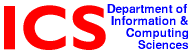 ICS
Department of
Information &
Computing
Sciences